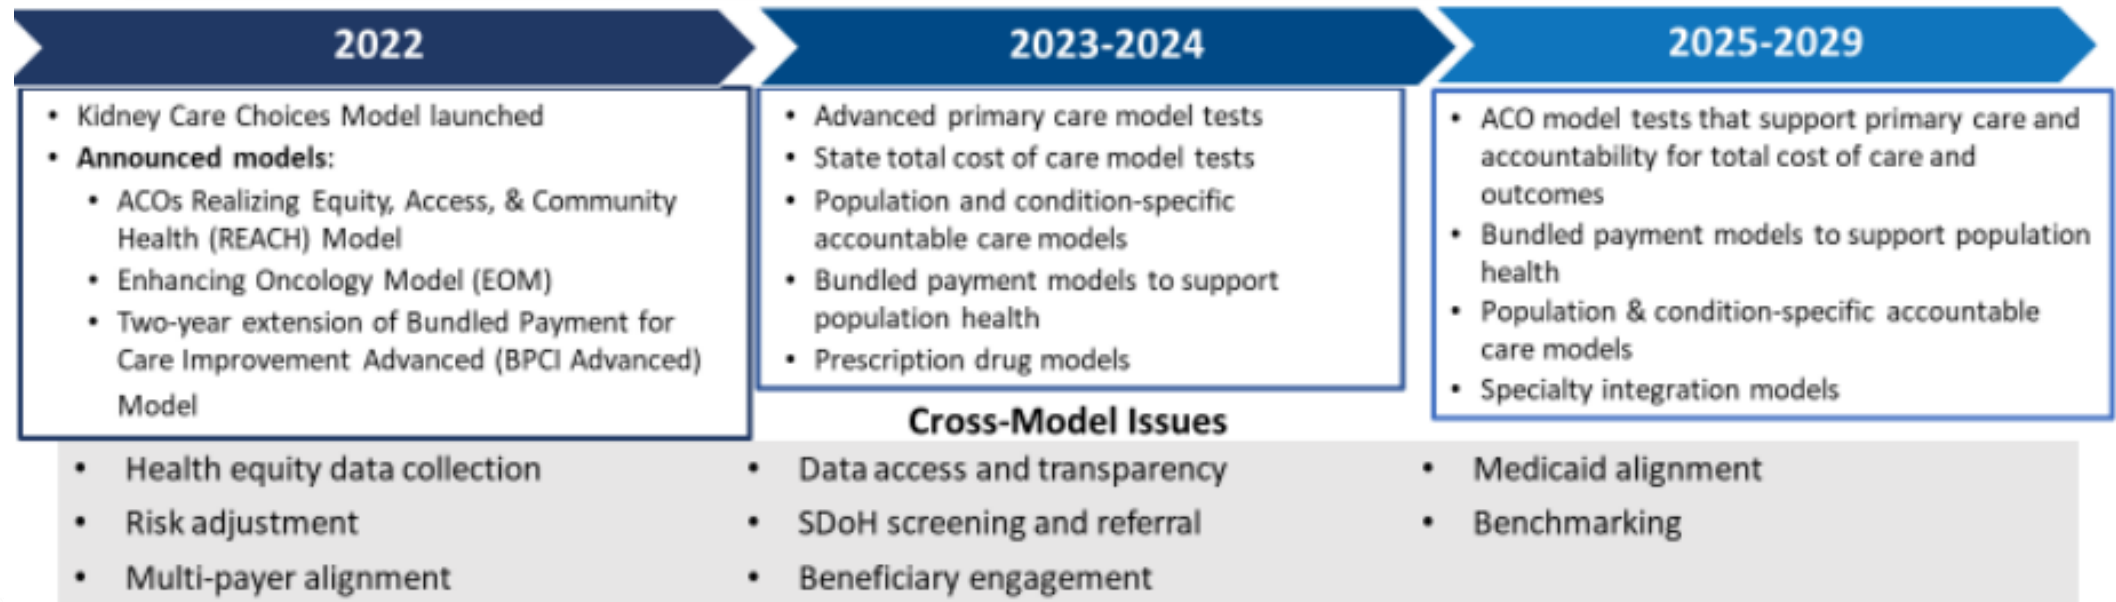 2022
• Kidney Care Choices Model launched
• Announced models:
• ACOs Realizing Equity, Access, & Community
Health (REACH) Model
• Enhancing Oncology Model (EOM)
• Two-year extension of Bundled Payment for
Care Improvement Advanced (BPCI Advanced)
Model
2023-2024
• Advanced primary care model tests
• State total cost of care model tests
• Population and condition-specific
accountable care models
• Bundled payment models to support
population health
• Prescription drug models
2025-2029
• ACO model tests that support primary care and
accountability for total cost of care and
outcomes
• Bundled payment models to support population
health
• Population & condition-specific accountable
care models
• Specialty integration models
Cross-Model Issues
• Health equity data collection
• Risk adjustment
• Multi-payer alignment
• Data access and transparency
• SDoH screening and referral
• Beneficiary engagement
• Medicaid alignment
• Benchmarking